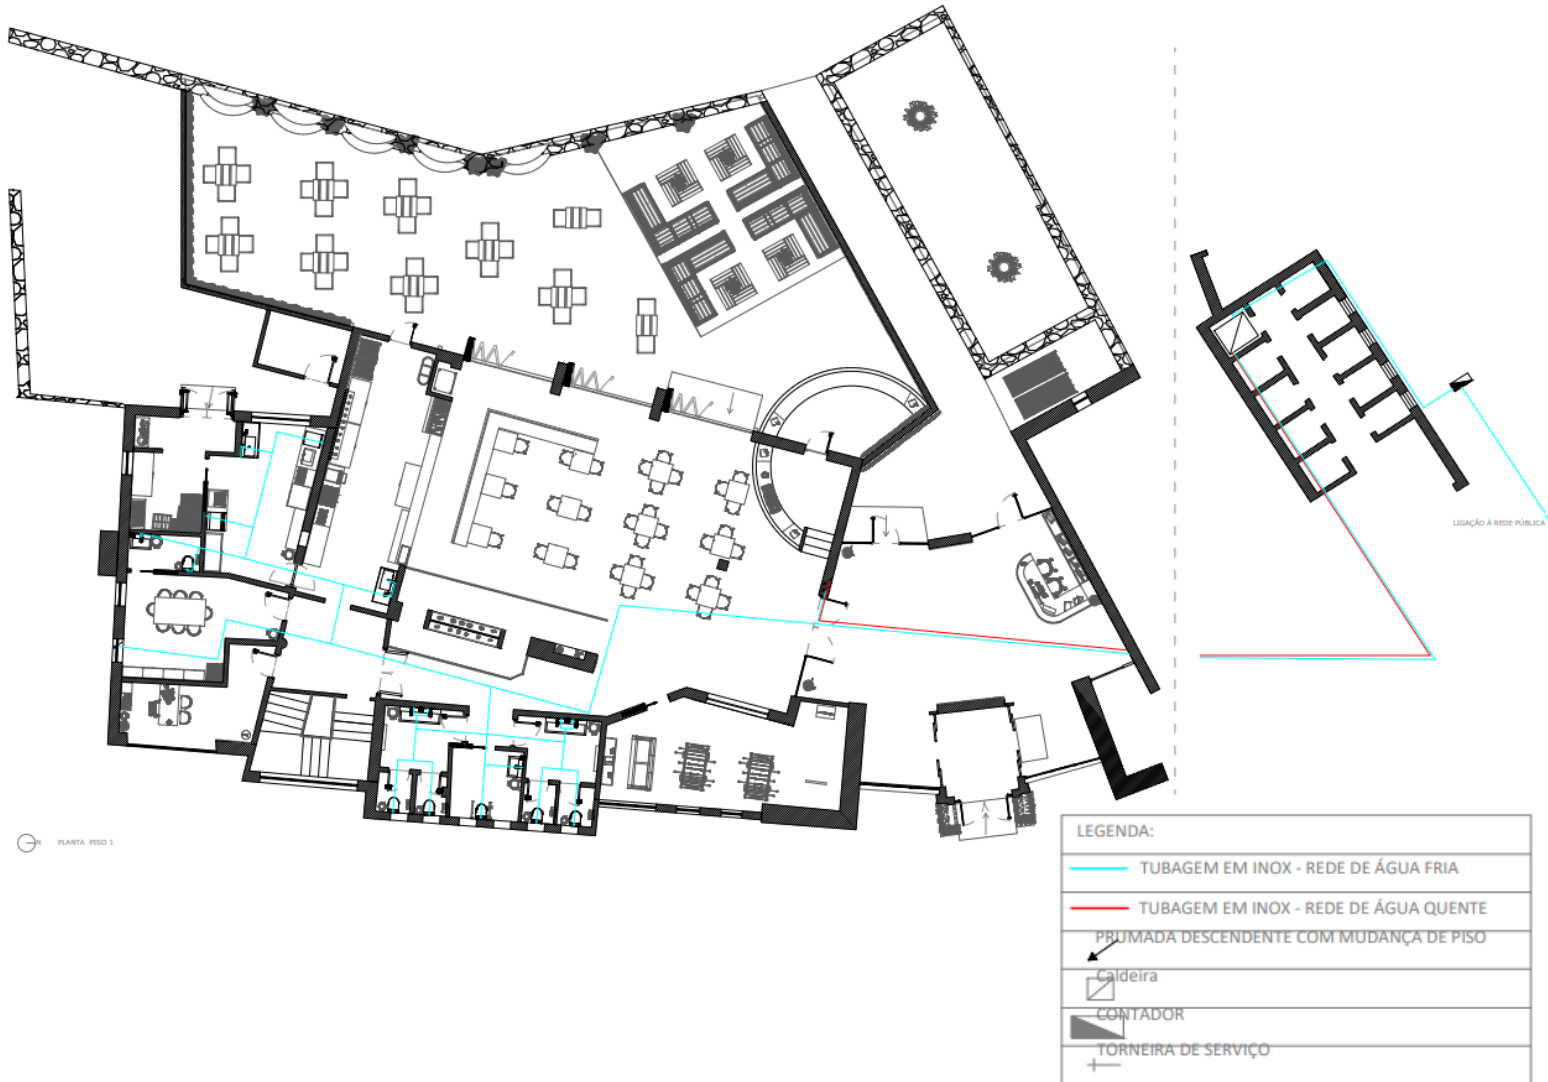 LIGAÇÃO À REDE PÚBLICA
N PLANTA PISO 1
LEGENDA:
TUBAGEM EM INOX - REDE DE ÁGUA FRIA
TUBAGEM EM INOX - REDE DE ÁGUA QUENTE
PRUMADA DESCENDENTE COM MUDANÇA DE PISO
Caldeira
CONTADOR
TORNEIRA DE SERVIÇO